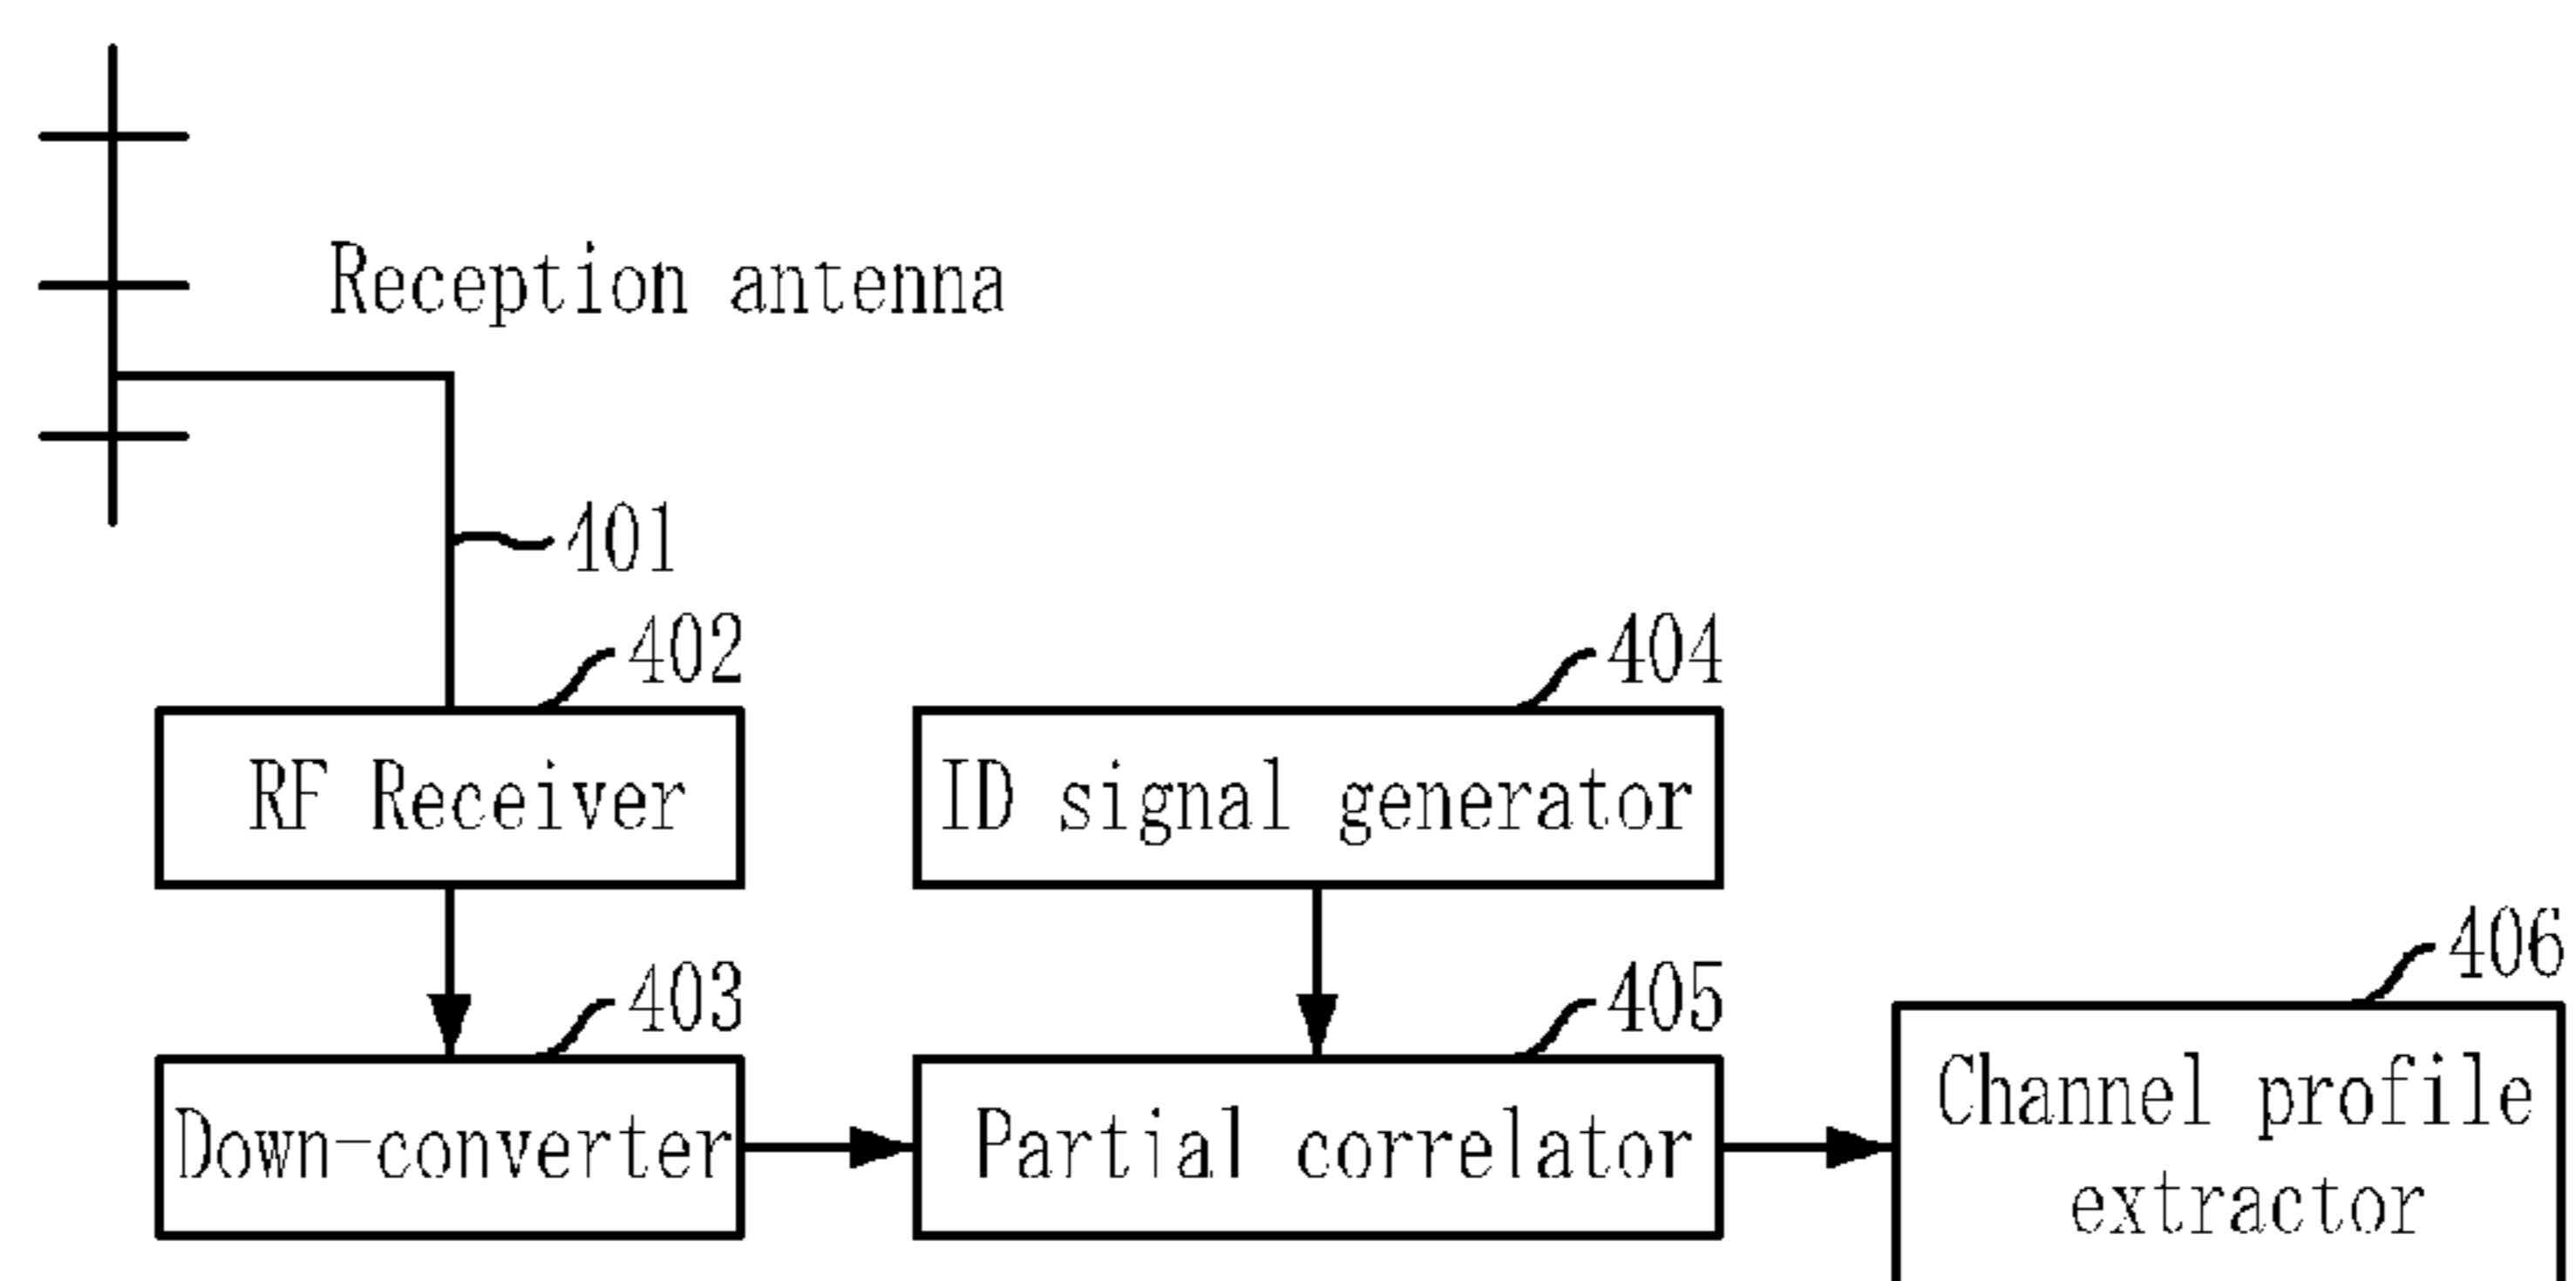 Reception antenna
401
402
404
RF Receiver
ID signal generator
406
403
405
Channel profile
extractor
Down-converter
Partial correlator